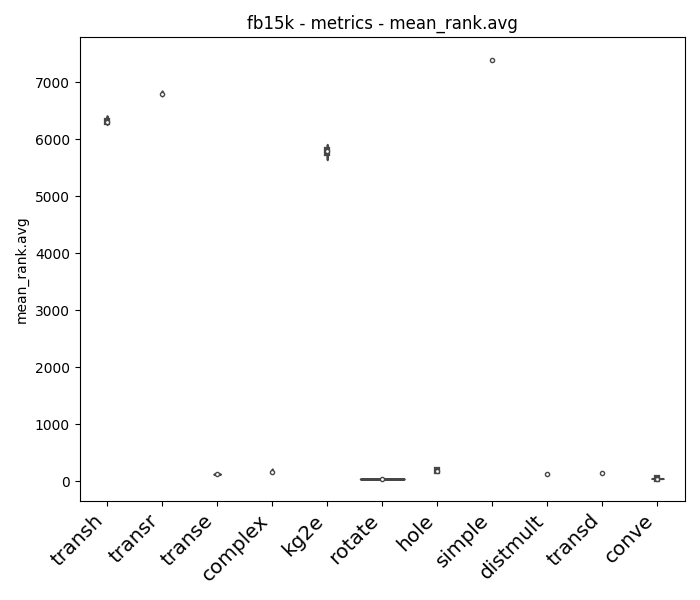 fb15k - metrics - mean_rank.avg
mean_rank.avg
7000
6000
5000
4000
3000
2000
1000
0
transh
transr
transe
complex
kg2e
rotate
hole
simple
distmult
transd
conve